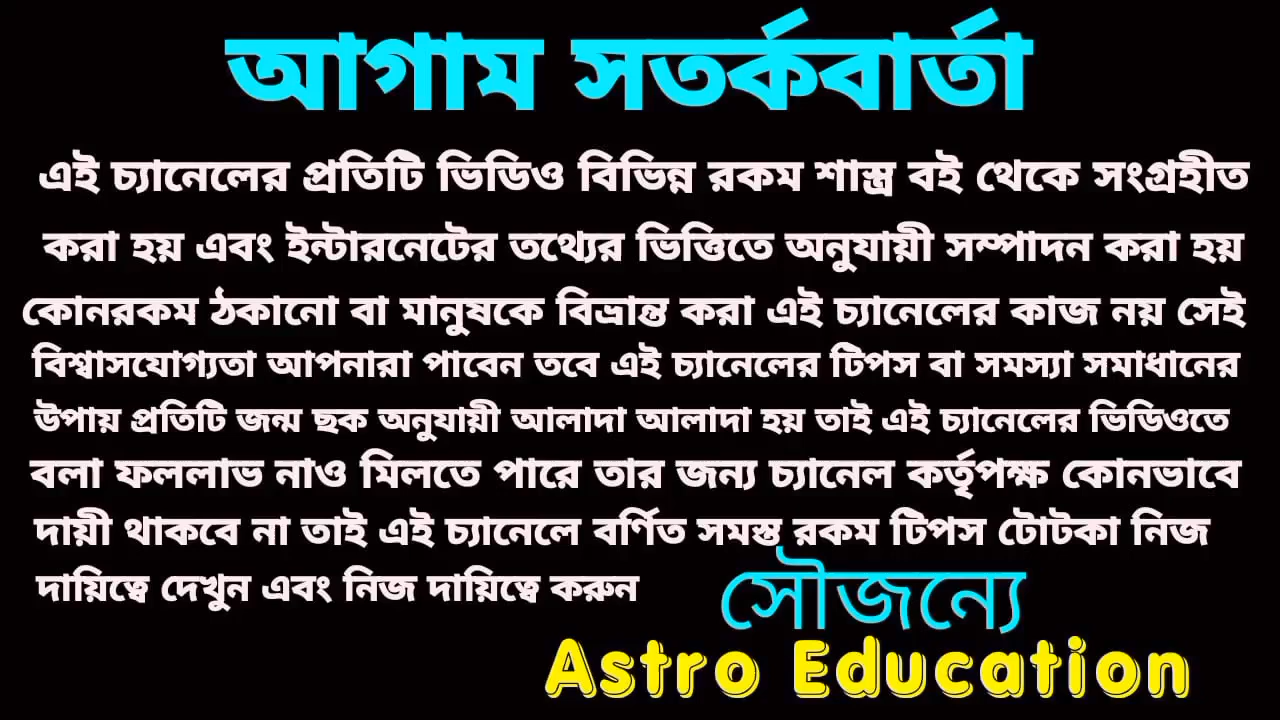 আগাম সতর্কবার্তা
এই চ্যানেলের প্রতিটি ভিডিও বিভিন্ন রকম শাস্ত্র বই থেকে সংগ্রহীত
করা হয় এবং ইন্টারনেটের তথ্যের ভিত্তিতে অনুযায়ী সম্পাদন করা হয়
কোনরকম ঠকানো বা মানুষকে বিভ্রান্ত করা এই চ্যানেলের কাজ নয় সেই
বিশ্বাসযোগ্যতা আপনারা পাবেন তবে এই চ্যানেলের টিপস বা সমস্যা সমাধানের
উপায় প্রতিটি জন্ম ছক অনুযায়ী আলাদা আলাদা হয় তাই এই চ্যানেলের ভিডিওতে
বলা ফললাভ নাও মিলতে পারে তার জন্য চ্যানেল কর্তৃপক্ষ কোনভাবে
দায়ী থাকবে না তাই এই চ্যানেলে বর্ণিত সমস্ত রকম টিপস টোটকা নিজ
দায়িত্বে দেখুন এবং নিজ দায়িত্বে করুন
সৌজন্যে
Astro Education